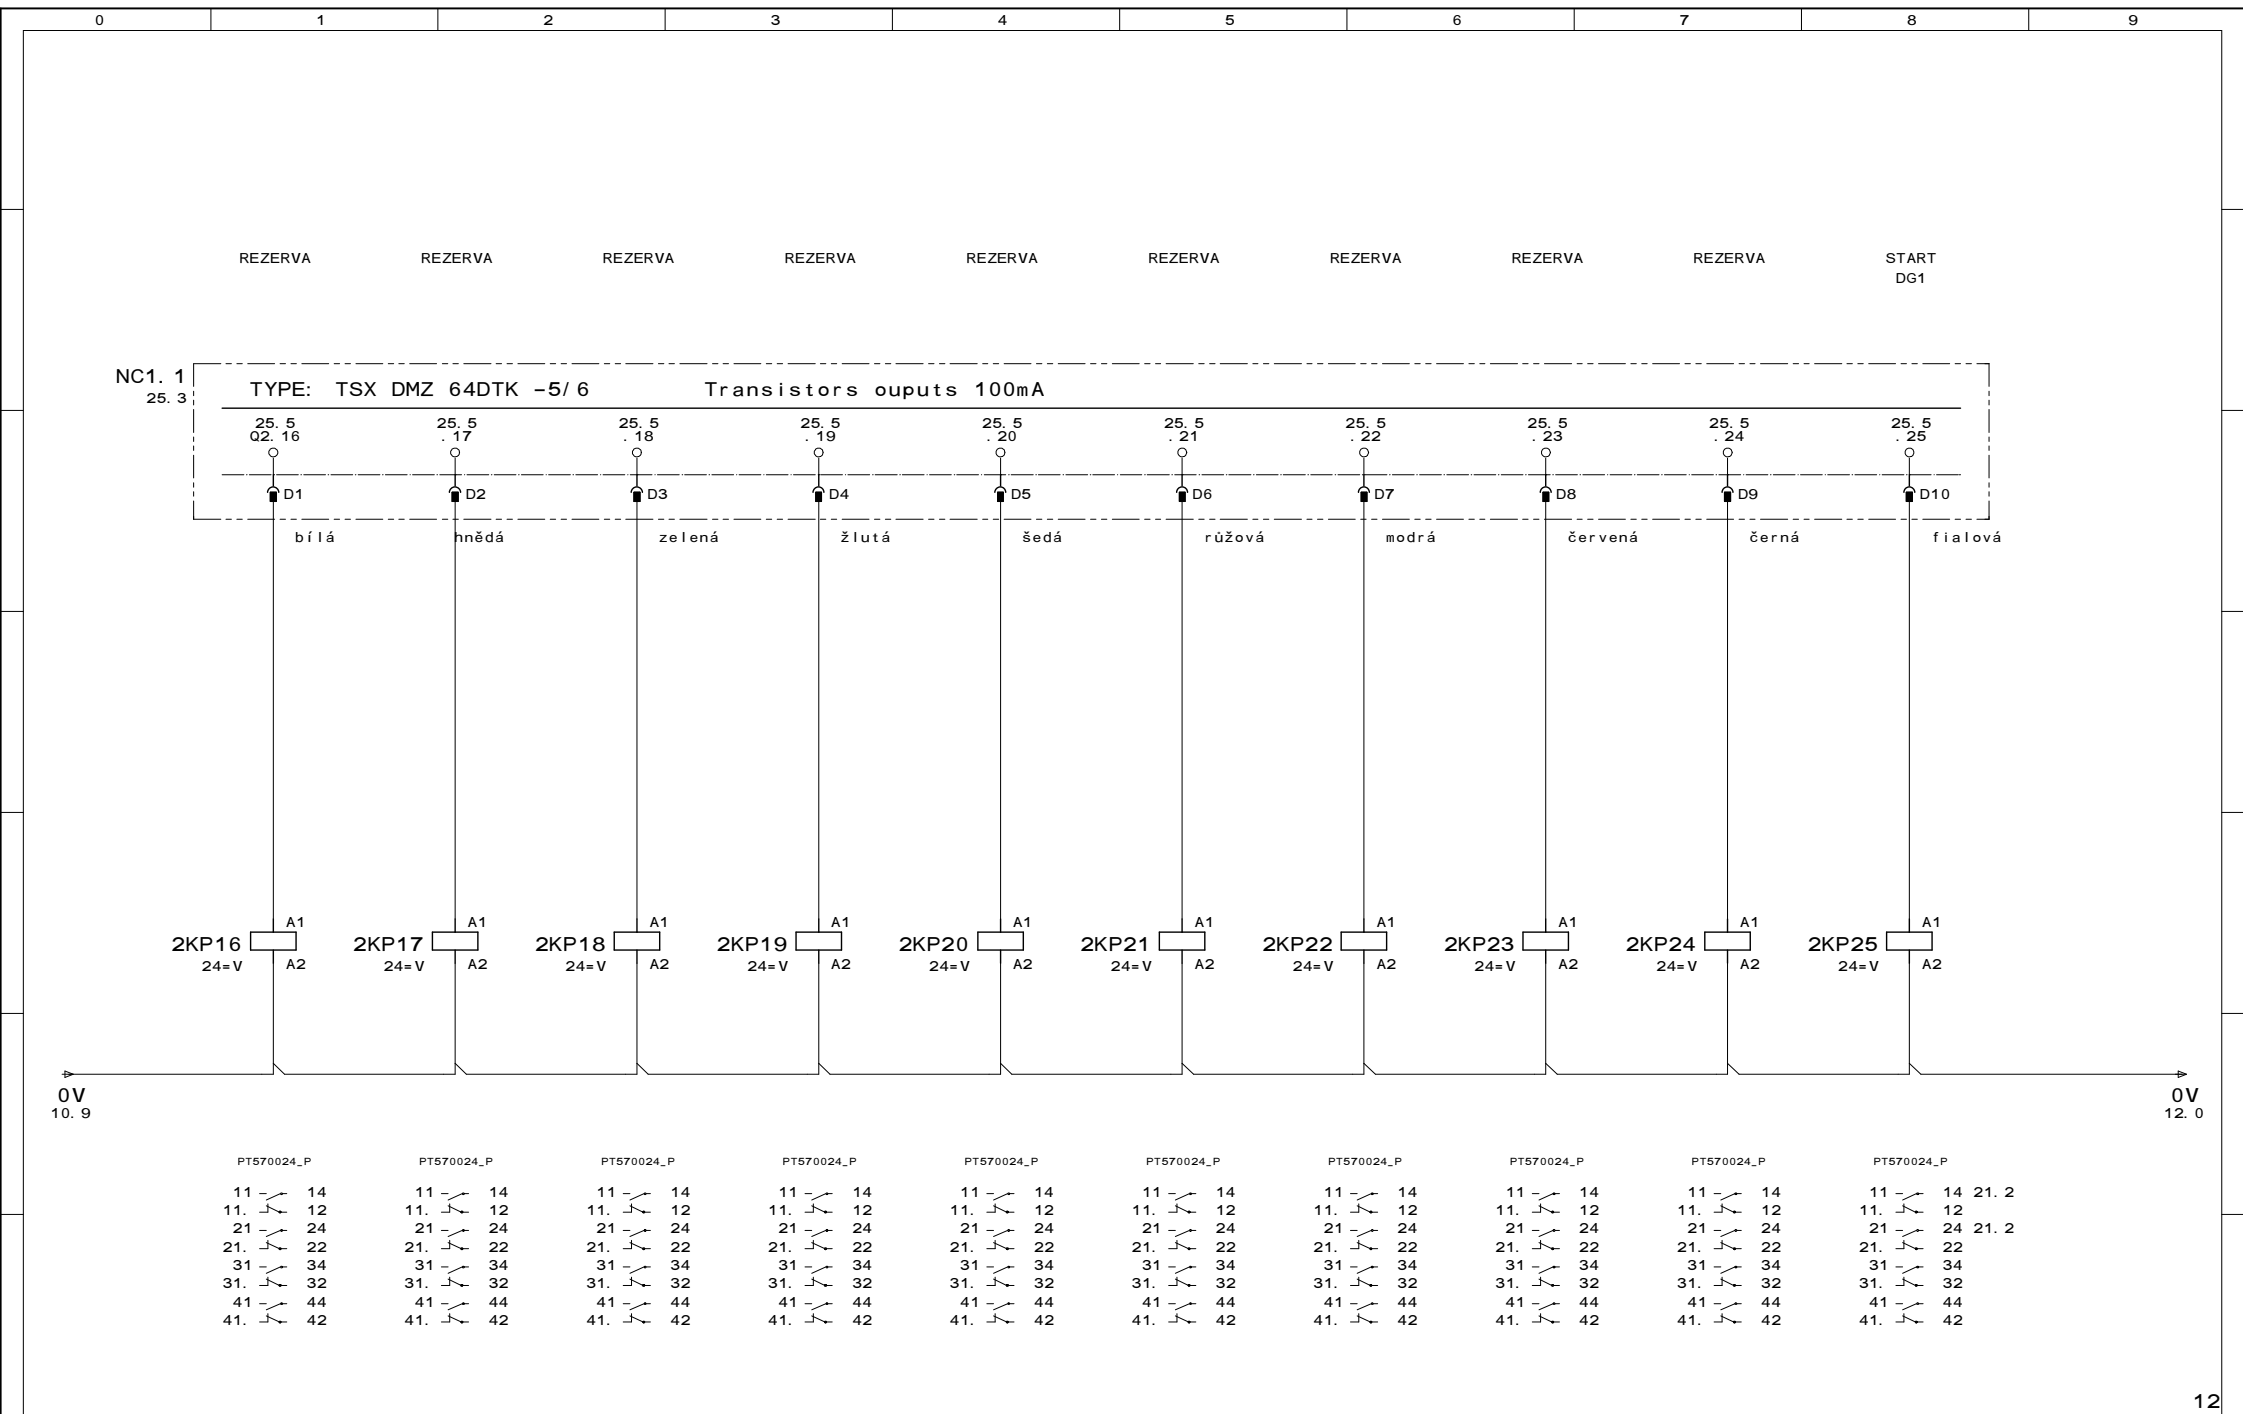 0 1 2 3 4 5 6 7 8 9
REZERVA REZERVA REZERVA REZERVA REZERVA REZERVA REZERVA REZERVA REZERVA START
DG1
NC1. 1
25. 3
TYPE: TSX DMZ 64DTK -5/ 6 Transistors ouputs 100mA
25. 5 25. 5 25. 5 25. 5 25. 5 25. 5 25. 5 25. 5 25. 5 25. 5
Q2. 16 . 17 . 18 . 19 . 20 . 21 . 22 . 23 . 24 . 25
D1 D2 D3 D4 D5 D6 D7 D8 D9 D10
bílá hnědá zelená žlutá šedá růžová modrá červená černá fialová
A1 A1 A1 A1 A1 A1 A1 A1 A1 A1
2KP16 2KP17 2KP18 2KP19 2KP20 2KP21 2KP22 2KP23 2KP24 2KP25
24=V A2 24=V A2 24=V A2 24=V A2 24=V A2 24=V A2 24=V A2 24=V A2 24=V A2 24=V A2
0V 0V
10. 9 12. 0
PT570024_P PT570024_P PT570024_P PT570024_P PT570024_P PT570024_P PT570024_P PT570024_P PT570024_P PT570024_P
11 14 11 14 11 14 11 14 11 14 11 14 11 14 11 14 11 14 11 14 21. 2
11. 12 11. 12 11. 12 11. 12 11. 12 11. 12 11. 12 11. 12 11. 12 11. 12
21 24 21 24 21 24 21 24 21 24 21 24 21 24 21 24 21 24 21 24 21. 2
21. 22 21. 22 21. 22 21. 22 21. 22 21. 22 21. 22 21. 22 21. 22 21. 22
31 34 31 34 31 34 31 34 31 34 31 34 31 34 31 34 31 34 31 34
31. 32 31. 32 31. 32 31. 32 31. 32 31. 32 31. 32 31. 32 31. 32 31. 32
41 44 41 44 41 44 41 44 41 44 41 44 41 44 41 44 41 44 41 44
41. 42 41. 42 41. 42 41. 42 41. 42 41. 42 41. 42 41. 42 41. 42 41. 42
12